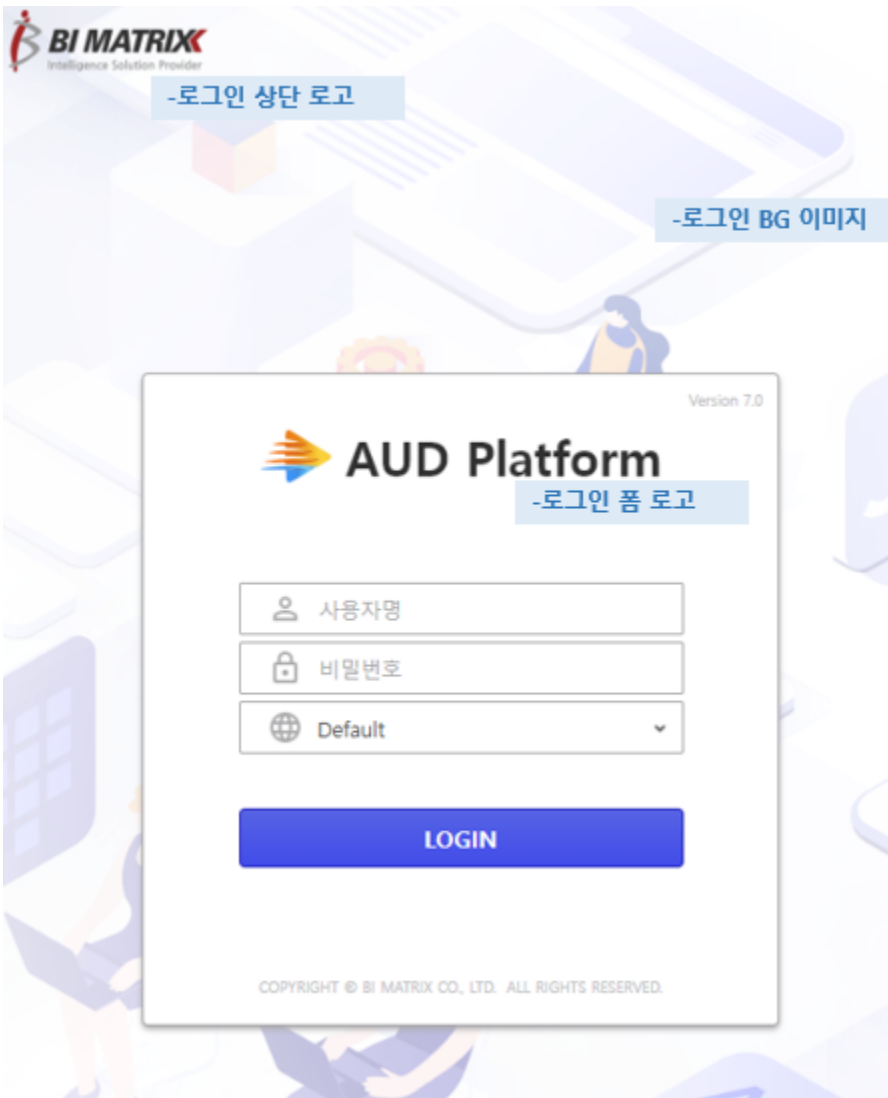 BI MATRIX
Intelligence Solution Provider
-로그인 상단 로고
-로그인 BG 이미지
Version 7.0
AUD Platform
-로그인 폼 로고
사용자명
비밀번호
Default
LOGIN
COPYRIGHT © BI MATRIX CO., LTD. ALL RIGHTS RESERVED.